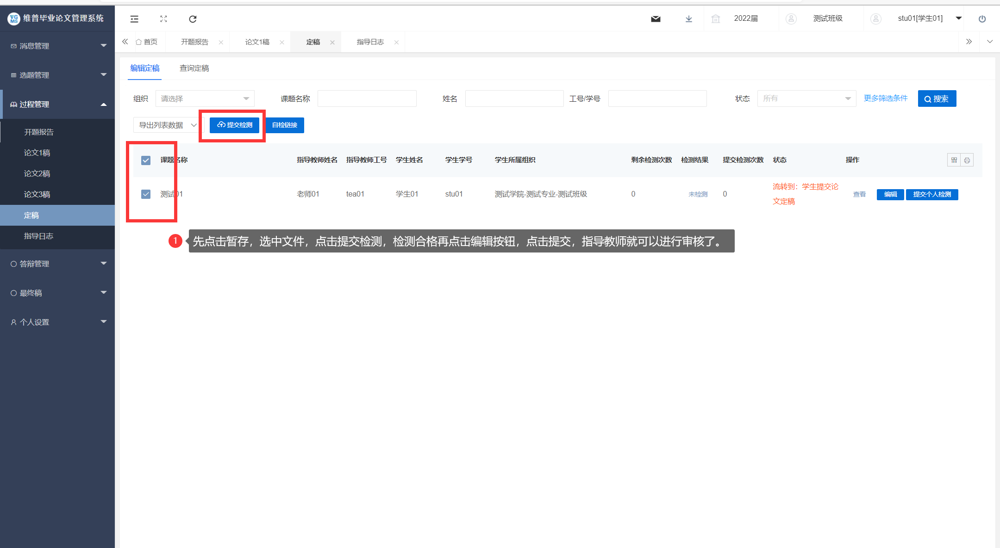 VG MS 维普毕业论文管理系统
2022届 测试班级 stu01[学生01]
消息管理
选题管理
过程管理
开题报告
论文1稿
论文2稿
论文3稿
定稿
指导日志
答辩管理
最终稿
个人设置
首页 开题报告 论文1稿 定稿 指导日志
编辑定稿 查询定稿
组织 请选择 课题名称 姓名 工号/学号 状态 所有 更多筛选条件 搜索
导出列表数据 提交检测 自检链接
课题名称 指导教师姓名 指导教师工号 学生姓名 学生学号 学生所属组织 剩余检测次数 检测结果 提交检测次数 状态 操作
测试01 老师01 tea01 学生01 stu01 测试学院-测试专业-测试班级 0 未检测 0 流转到：学生提交论 查看 编辑 提交个人检测
文定稿
1 先点击暂存，选中文件，点击提交检测，检测合格再点击编辑按钮，点击提交，指导教师就可以进行审核了。